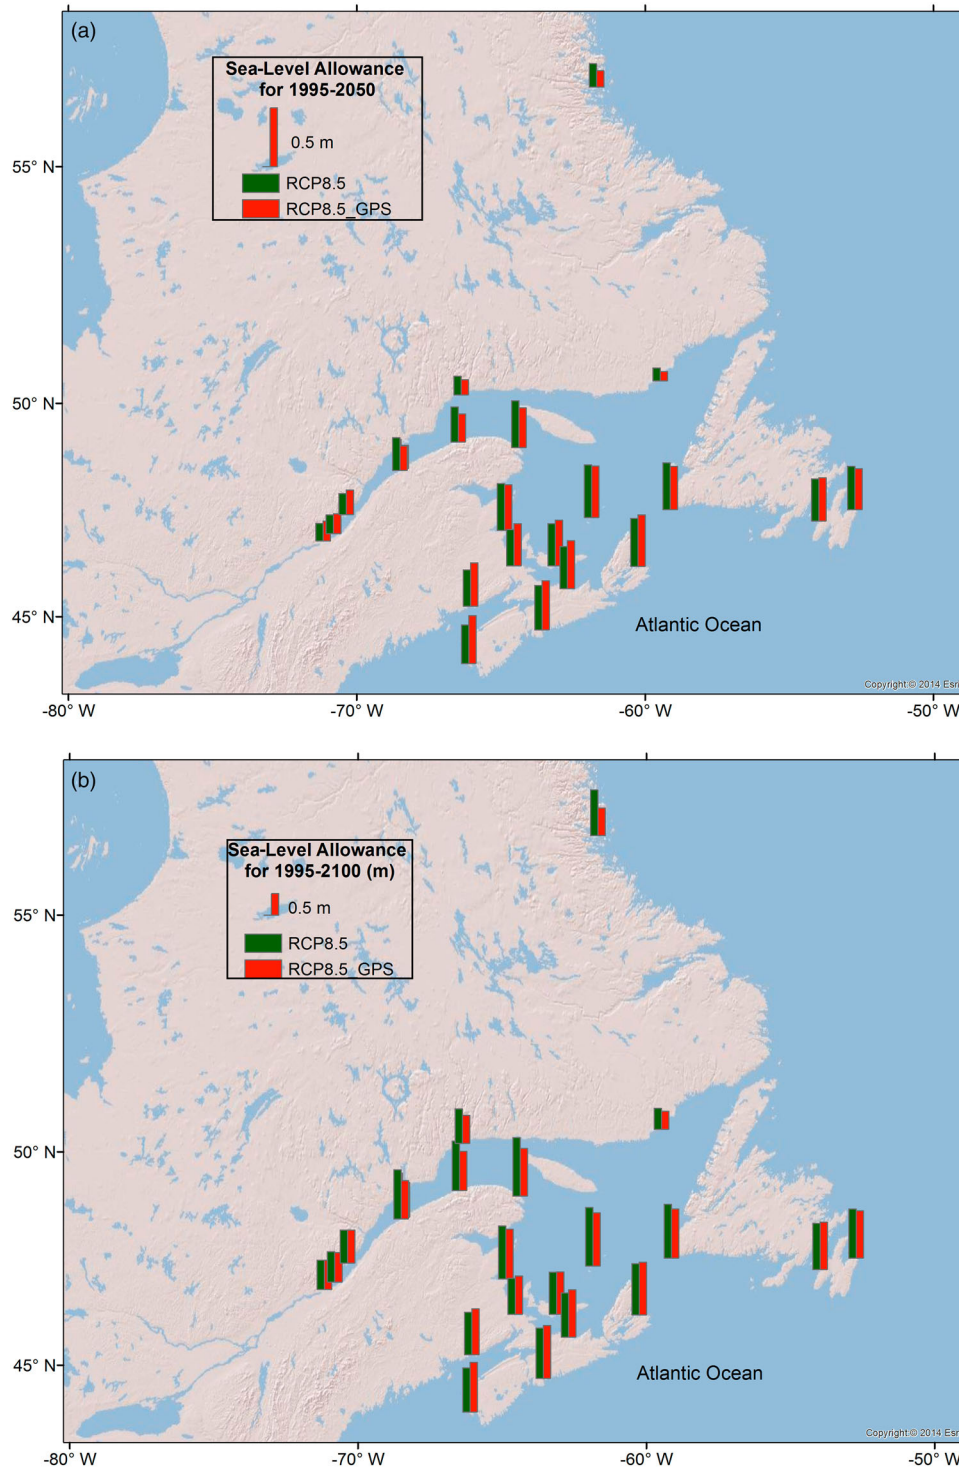 (a)
Sea-Level Allowance
for 1995-2050
0.5 m
RCP8.5
RCP8.5_GPS
55° N
50° N
45° N
Atlantic Ocean
Copyright:© 2014 Esri
-80° W
-70° W
-60° W
-50° W
(b)
Sea-Level Allowance
for 1995-2100 (m)
0.5 m
RCP8.5
RCP8.5_GPS
55° N
50° N
45° N
Atlantic Ocean
Copyright:© 2014 Esri
-80° W
-70° W
-60° W
-50° W